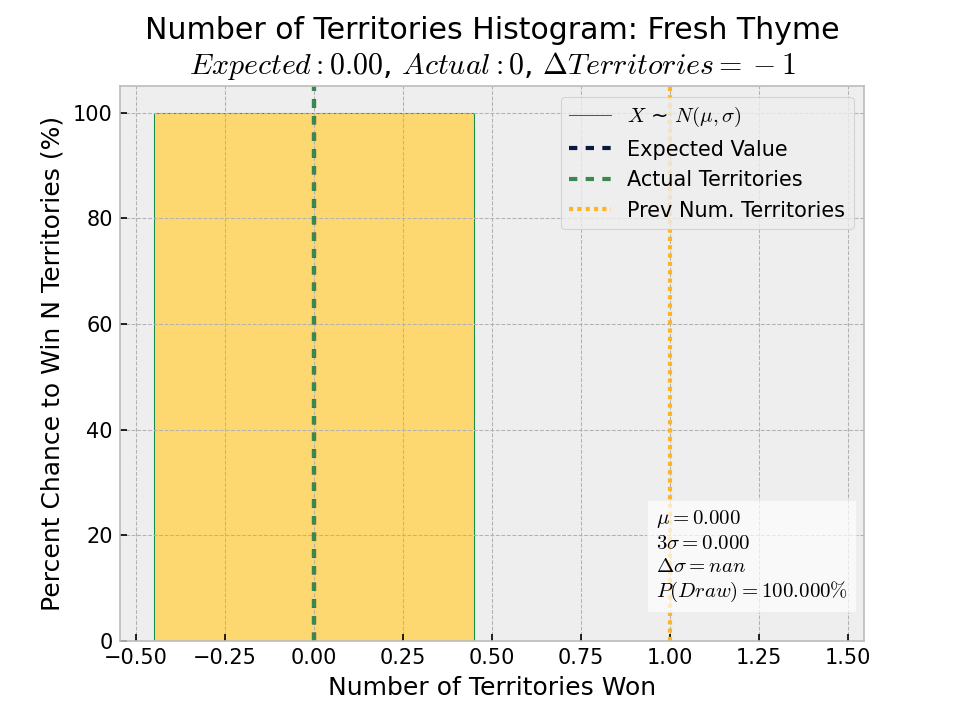 Number of Territories Histogram: Fresh Thyme
Expected : 0.00, Actual : 0, ΔTerritories = −1
Percent Chance to Win N Territories (%)
100
80
60
40
20
0
X ~ N(μ, σ)
Expected Value
Actual Territories
Prev Num. Territories
μ = 0.000
3σ = 0.000
Δσ = nan
P(Draw) = 100.000%
−0.50 −0.25 0.00 0.25 0.50 0.75 1.00 1.25 1.50
Number of Territories Won